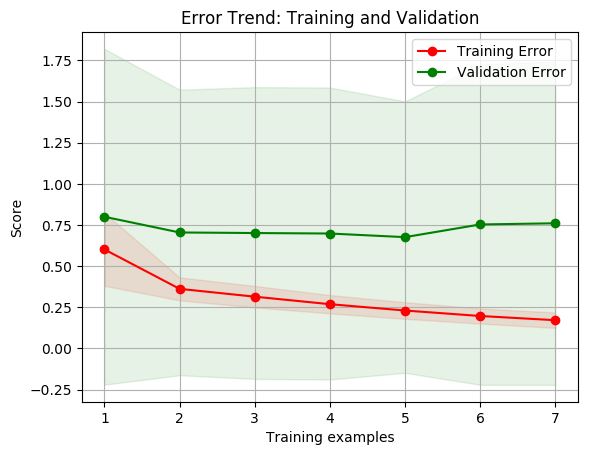 Error Trend: Training and Validation
Training Error
Validation Error
Score
1.75
1.50
1.25
1.00
0.75
0.50
0.25
0.00
−0.25
1 2 3 4 5 6 7
Training examples